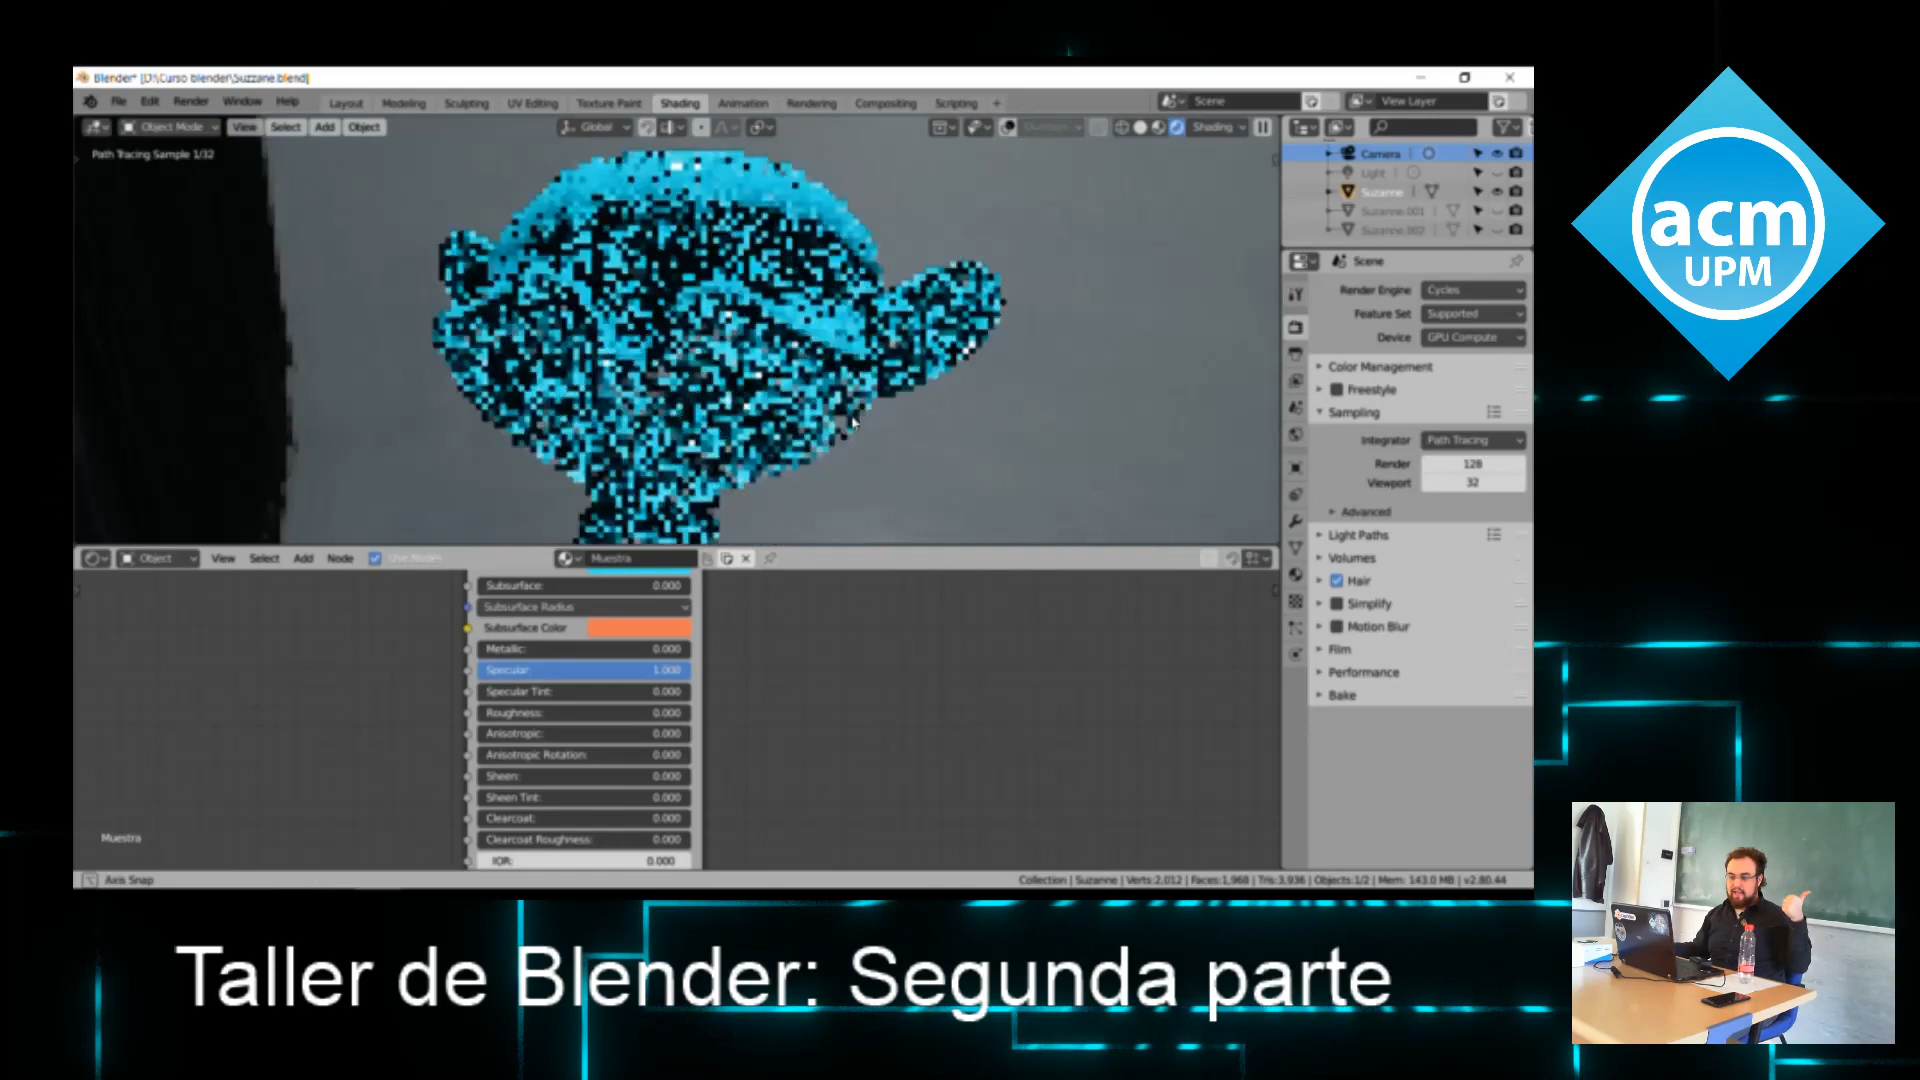 Blender* [D:\Curso blender\Suzzane.blend]
File Edit Render Window Help Layout Modeling Sculpting UV Editing Texture Paint Shading Animation Rendering Compositing Scripting + Scene View Layer
Object Mode View Select Add Object Global Shading
Path Tracing Sample 1/32
Camera
Light
Suzanne
Suzanne.001
Suzanne.002
Scene
Render Engine Cycles
Feature Set Supported
Device GPU Compute
Color Management
Freestyle
Sampling
Integrator Path Tracing
Render 128
Viewport 32
Advanced
Light Paths
Volumes
Hair
Simplify
Motion Blur
Film
Performance
Bake
Object View Select Add Node Use Nodes Muestra
Subsurface: 0.000
Subsurface Radius
Subsurface Color
Metallic: 0.000
Specular: 1.000
Specular Tint: 0.000
Roughness: 0.000
Anisotropic: 0.000
Anisotropic Rotation: 0.000
Sheen: 0.000
Sheen Tint: 0.000
Clearcoat: 0.000
Clearcoat Roughness: 0.000
IOR: 0.000
Muestra
Axis Snap
Collection | Suzanne | Verts:2,012 | Faces:1,968 | Tris:3,936 | Objects:1/2 | Mem: 143.0 MB | v2.80.44
acm
UPM
Taller de Blender: Segunda parte